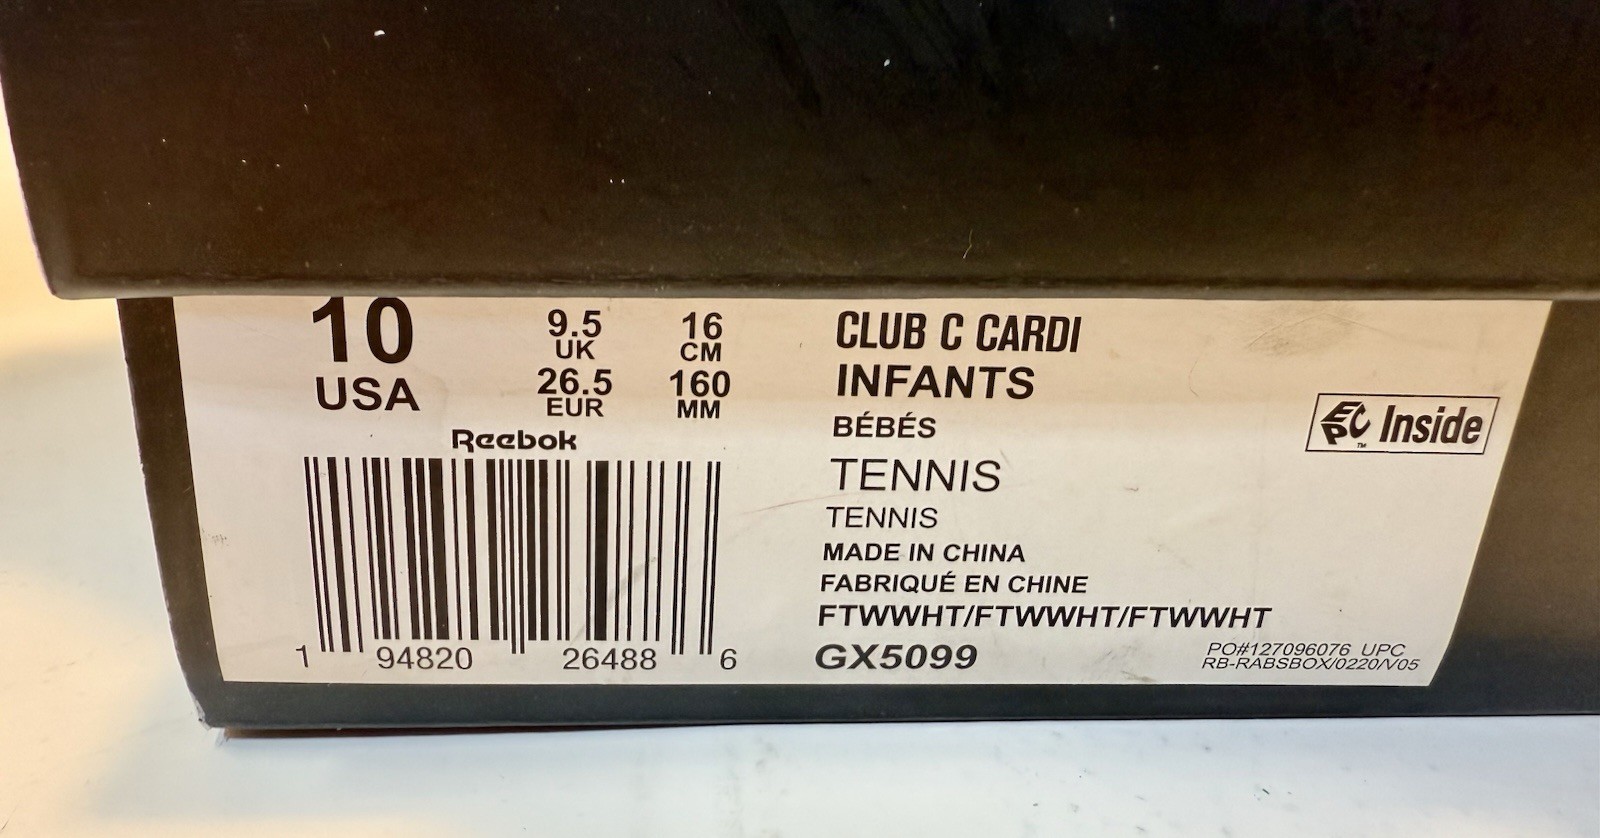 10
USA
9.5
UK
26.5
EUR
16
CM
160
MM
Reebok
1 94820 26488 6
CLUB C CARDI
INFANTS
BÉBÉS
TENNIS
TENNIS
MADE IN CHINA
FABRIQUÉ EN CHINE
FTWWHT/FTWWHT/FTWWHT
GX5099
EPC™ Inside
PO#127096076 UPC
RB-RABSBOX/0220/V05